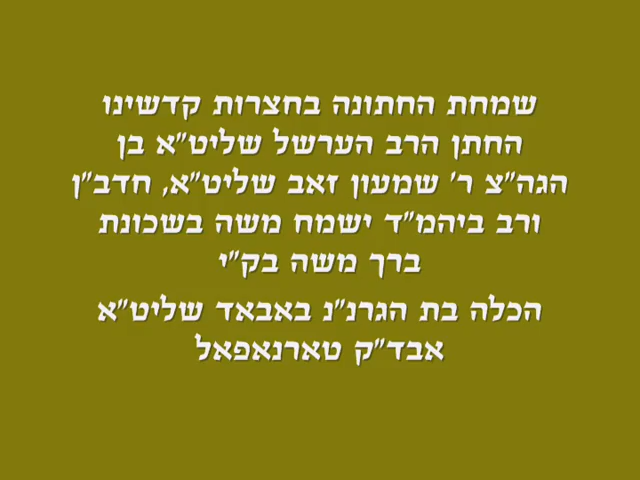 שמחת החתונה בחצרות קדשינו
החתן הרב הערשל שליט"א בן
הגה"צ ר' שמעון זאב שליט"א, חדב"ן
ורב ביהמ"ד ישמח משה בשכונת
ברך משה בק"י
הכלה בת הגרנ"נ באבאד שליט"א
אבד"ק טארנאפאל